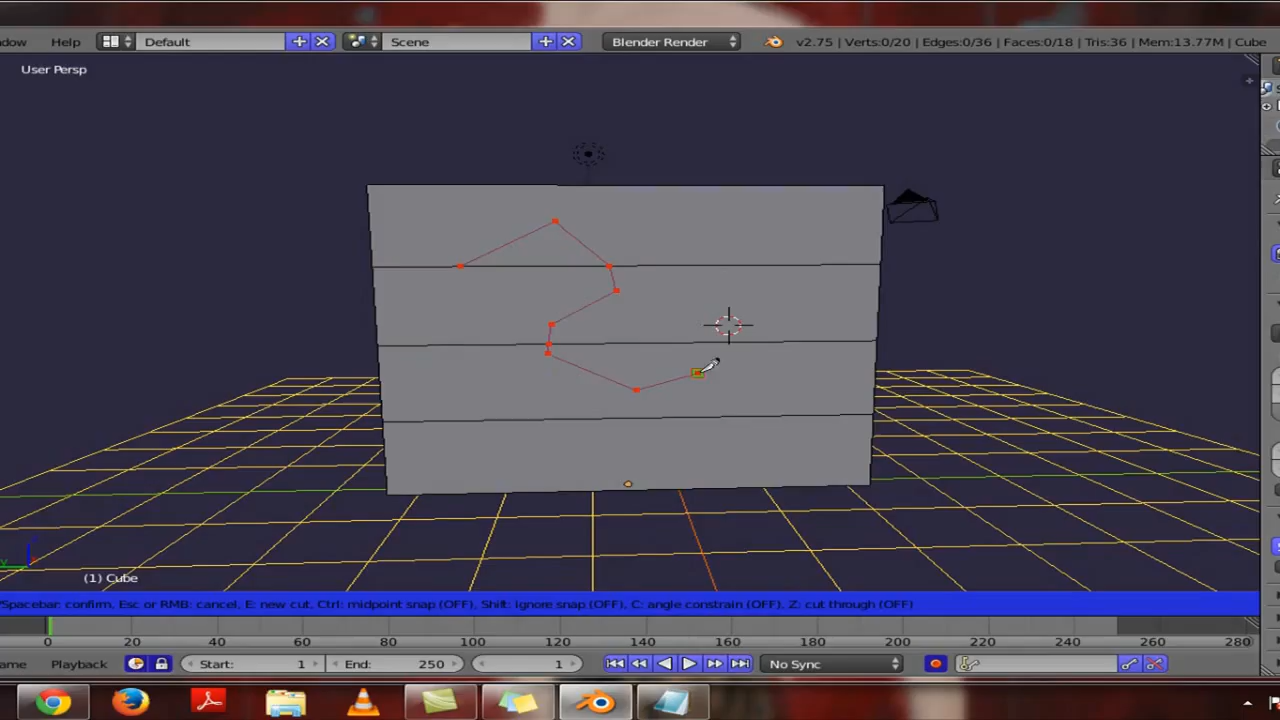 ndow Help Default Scene Blender Render v2.75 | Verts:0/20 | Edges:0/36 | Faces:0/18 | Tris:36 | Mem:13.77M | Cube
User Persp
(1) Cube
/Spacebar: confirm, Esc or RMB: cancel, E: new cut, Ctrl: midpoint snap (OFF), Shift: ignore snap (OFF), C: angle constrain (OFF), Z: cut through (OFF)
0 20 40 60 80 100 120 140 160 180 200 220 240 260 280
ame Playback Start: 1 End: 250 1 No Sync